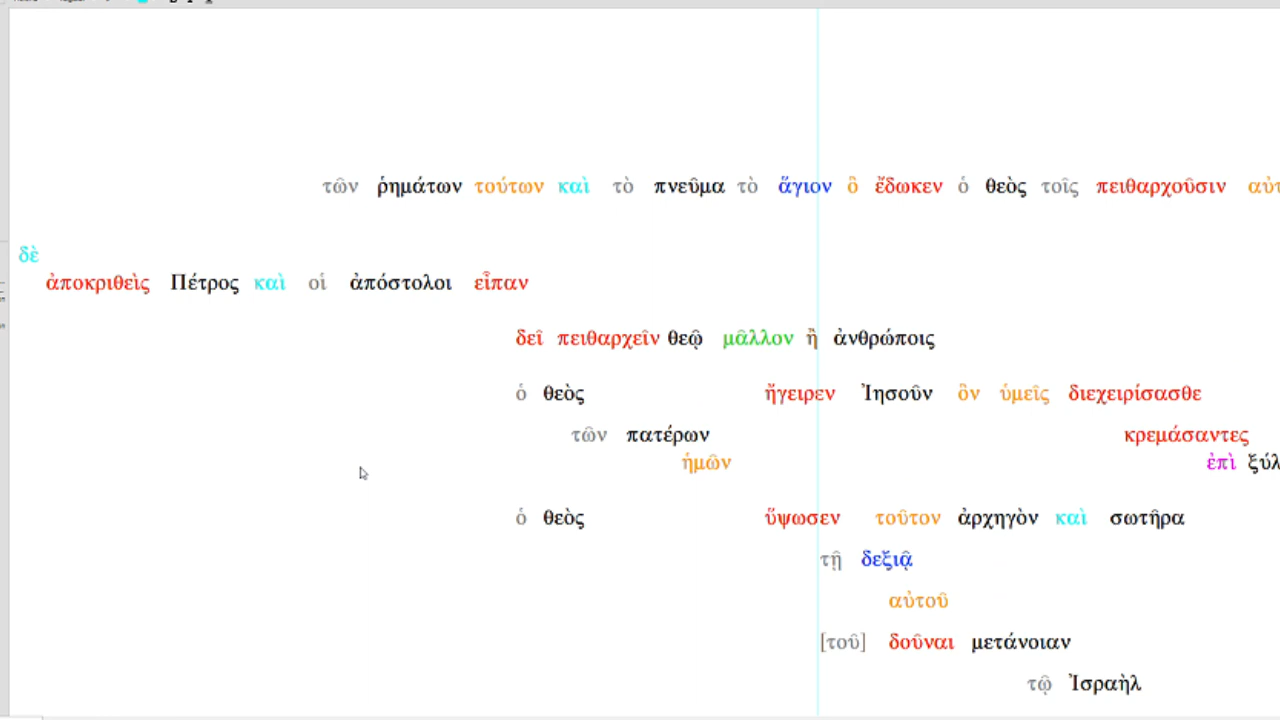 τῶν ῥημάτων τούτων καὶ τὸ πνεῦμα τὸ ἅγιον ὃ ἔδωκεν ὁ θεὸς τοῖς πειθαρχοῦσιν
δὲ
ἀποκριθεὶς Πέτρος καὶ οἱ ἀπόστολοι εἶπαν
δεῖ πειθαρχεῖν θεῷ μᾶλλον ἢ ἀνθρώποις
ὁ θεὸς ἤγειρεν Ἰησοῦν ὃν ὑμεῖς διεχειρίσασθε
τῶν πατέρων κρεμάσαντες
ἡμῶν ἐπὶ
ὁ θεὸς ὕψωσεν τοῦτον ἀρχηγὸν καὶ σωτῆρα
τῇ δεξιᾷ
αὐτοῦ
[τοῦ] δοῦναι μετάνοιαν
τῷ Ἰσραὴλ